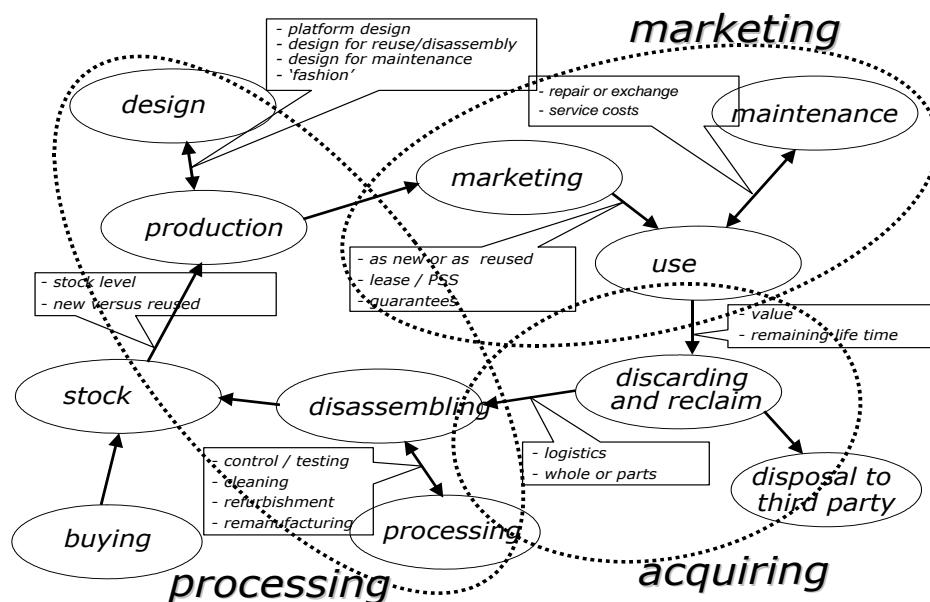 - platform design
- design for reuse/disassembly
- design for maintenance
- ‘fashion’
marketing
design
- repair or exchange
- service costs
maintenance
marketing
production
- as new or as reused
- lease / PSS
- guarantees
use
- stock level
- new versus reused
- value
- remaining life time
stock
disassembling
discarding
and reclaim
- control / testing
- cleaning
- refurbishment
- remanufacturing
- logistics
- whole or parts
disposal to
third party
buying
processing
processing
acquiring